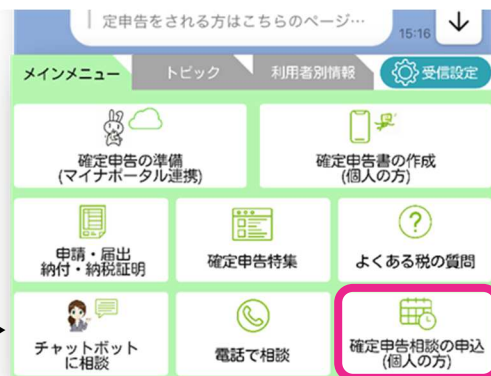 定申告をされる方はこちらのページ…
15:16
メインメニュー
トピック
利用者別情報
受信設定
確定申告の準備
(マイナポータル連携)
確定申告書の作成
(個人の方)
申請・届出
納付・納税証明
確定申告特集
よくある税の質問
チャットボット
に相談
電話で相談
確定申告相談の申込
(個人の方)